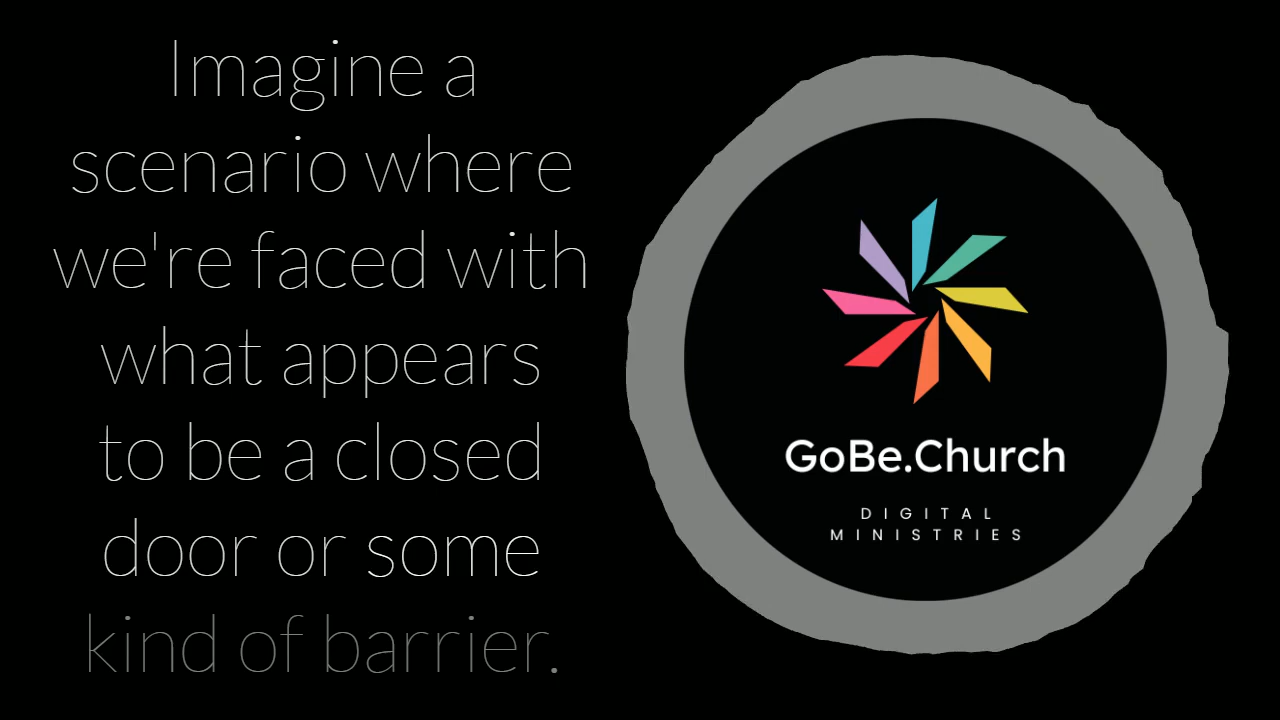 Imagine a
scenario where
we're faced with
what appears
to be a closed
door or some
kind of barrier.
GoBe.Church
DIGITAL
MINISTRIES